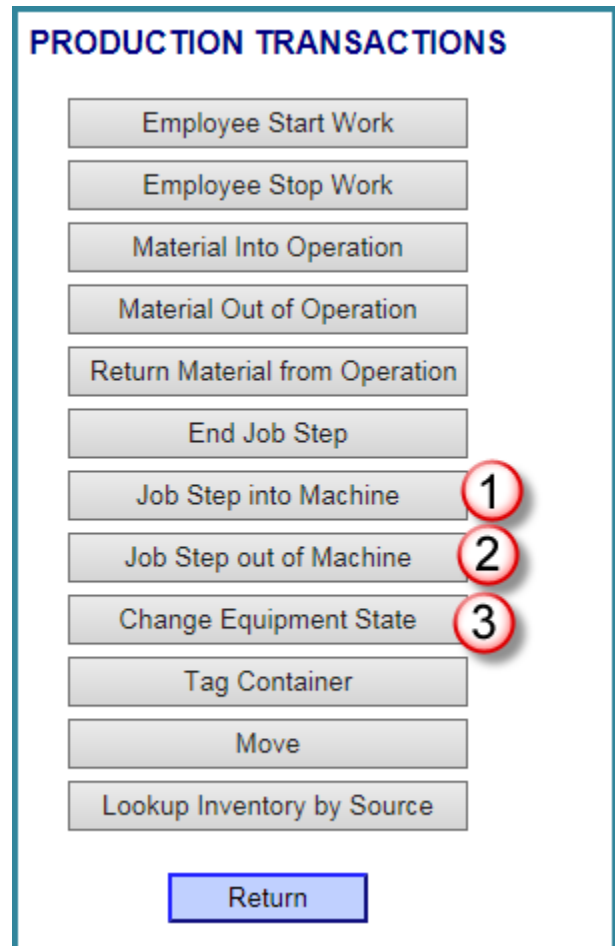 PRODUCTION TRANSACTIONS
Employee Start Work
Employee Stop Work
Material Into Operation
Material Out of Operation
Return Material from Operation
End Job Step
Job Step into Machine 1
Job Step out of Machine 2
Change Equipment State 3
Tag Container
Move
Lookup Inventory by Source
Return